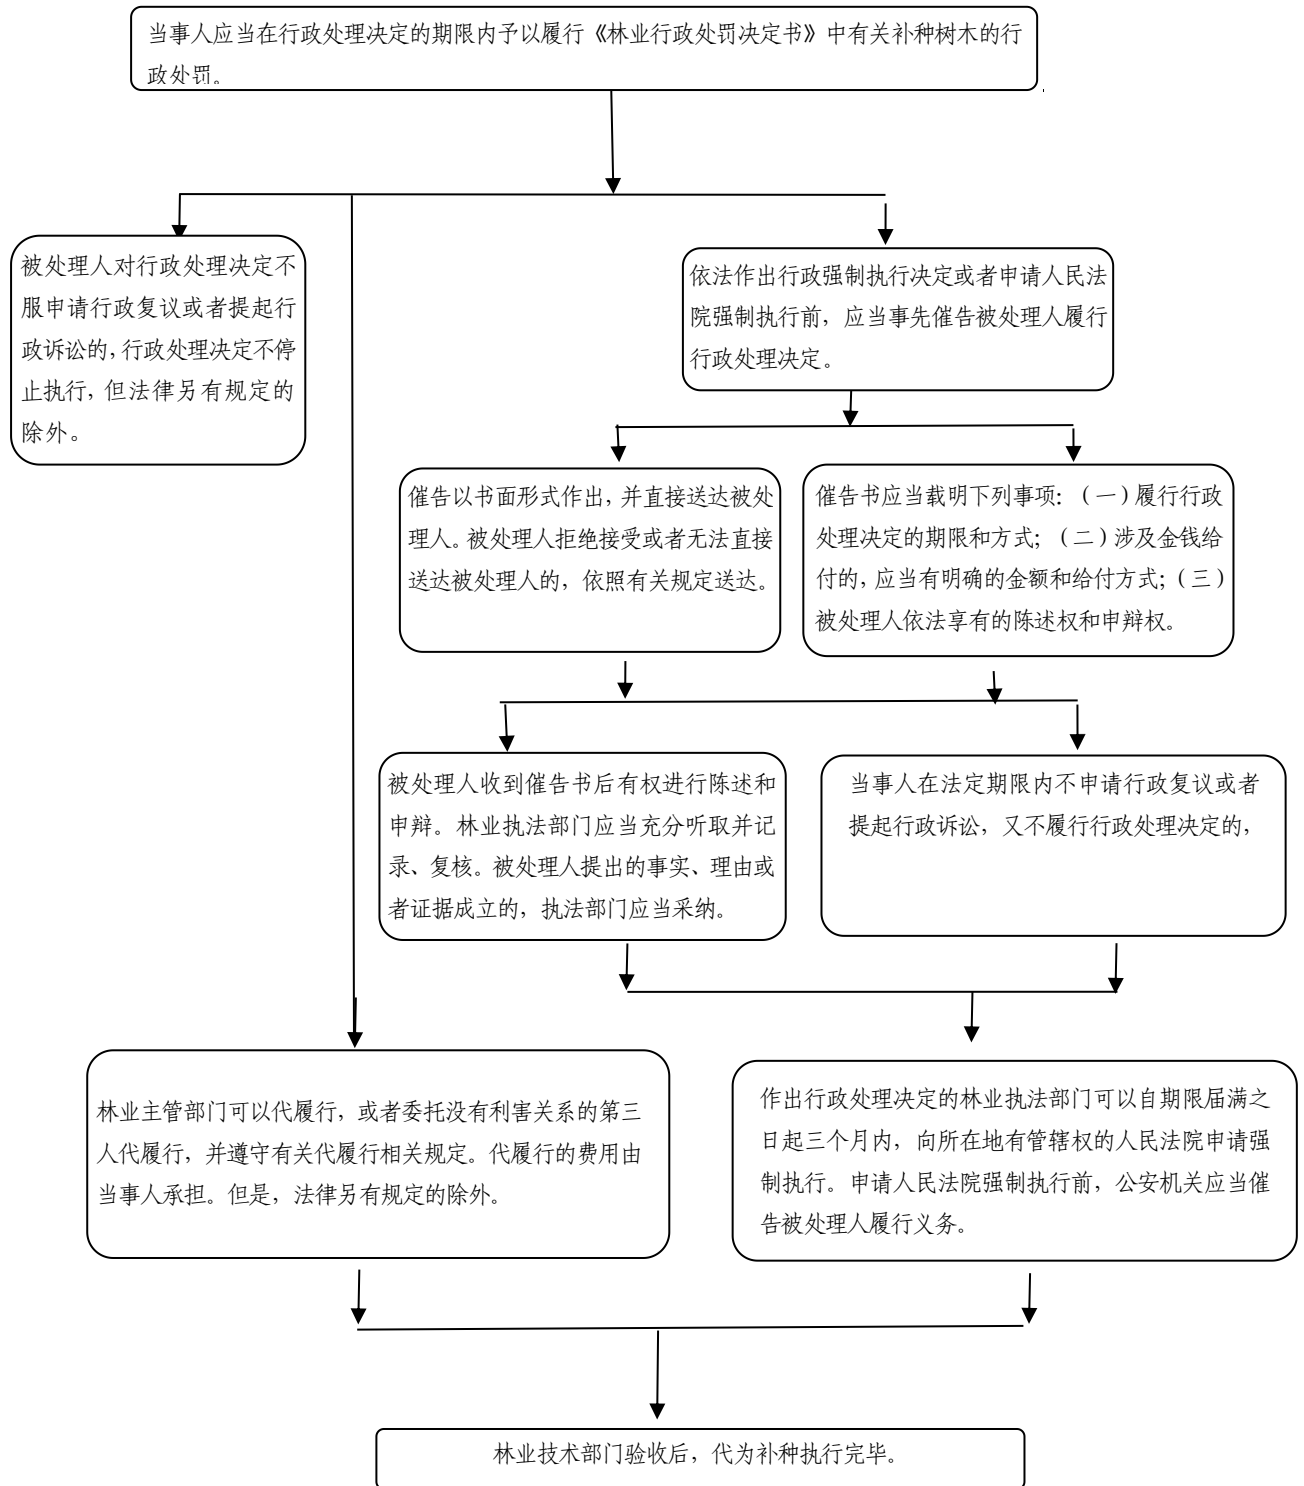 当事人应当在行政处理决定的期限内予以履行《林业行政处罚决定书》中有关补种树木的行
政处罚。
被处理人对行政处理决定不
服申请行政复议或者提起行
政诉讼的，行政处理决定不停
止执行，但法律另有规定的
除外。
依法作出行政强制执行决定或者申请人民法
院强制执行前，应当事先催告被处理人履行
行政处理决定。
催告以书面形式作出，并直接送达被处
理人。被处理人拒绝接受或者无法直接
送达被处理人的，依照有关规定送达。
催告书应当载明下列事项：（一）履行行政
处理决定的期限和方式；（二）涉及金钱给
付的，应当有明确的金额和给付方式；（三）
被处理人依法享有的陈述权和申辩权。
被处理人收到催告书后有权进行陈述和
申辩。林业执法部门应当充分听取并记
录、复核。被处理人提出的事实、理由或
者证据成立的，执法部门应当采纳。
当事人在法定期限内不申请行政复议或者
提起行政诉讼，又不履行行政处理决定的，
林业主管部门可以代履行，或者委托没有利害关系的第三
人代履行，并遵守有关代履行相关规定。代履行的费用由
当事人承担。但是，法律另有规定的除外。
作出行政处理决定的林业执法部门可以自期限届满之
日起三个月内，向所在地有管辖权的人民法院申请强
制执行。申请人民法院强制执行前，公安机关应当催
告被处理人履行义务。
林业技术部门验收后，代为补种执行完毕。